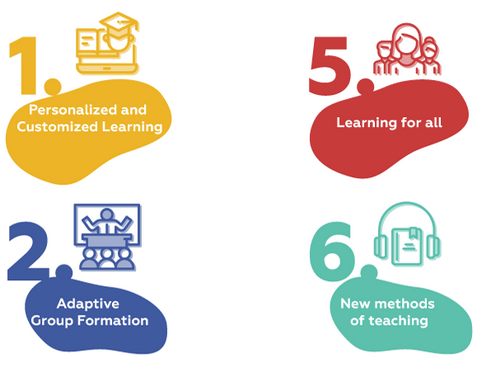 1.
Personalized and
Customized Learning
2.
Adaptive
Group Formation
5.
Learning for all
6.
New methods
of teaching